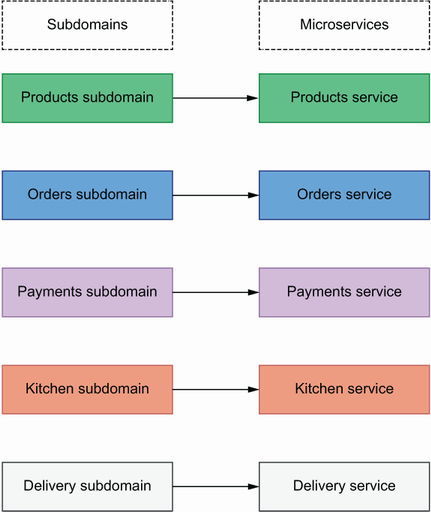 Subdomains
Microservices
Products subdomain
Products service
Orders subdomain
Orders service
Payments subdomain
Payments service
Kitchen subdomain
Kitchen service
Delivery subdomain
Delivery service